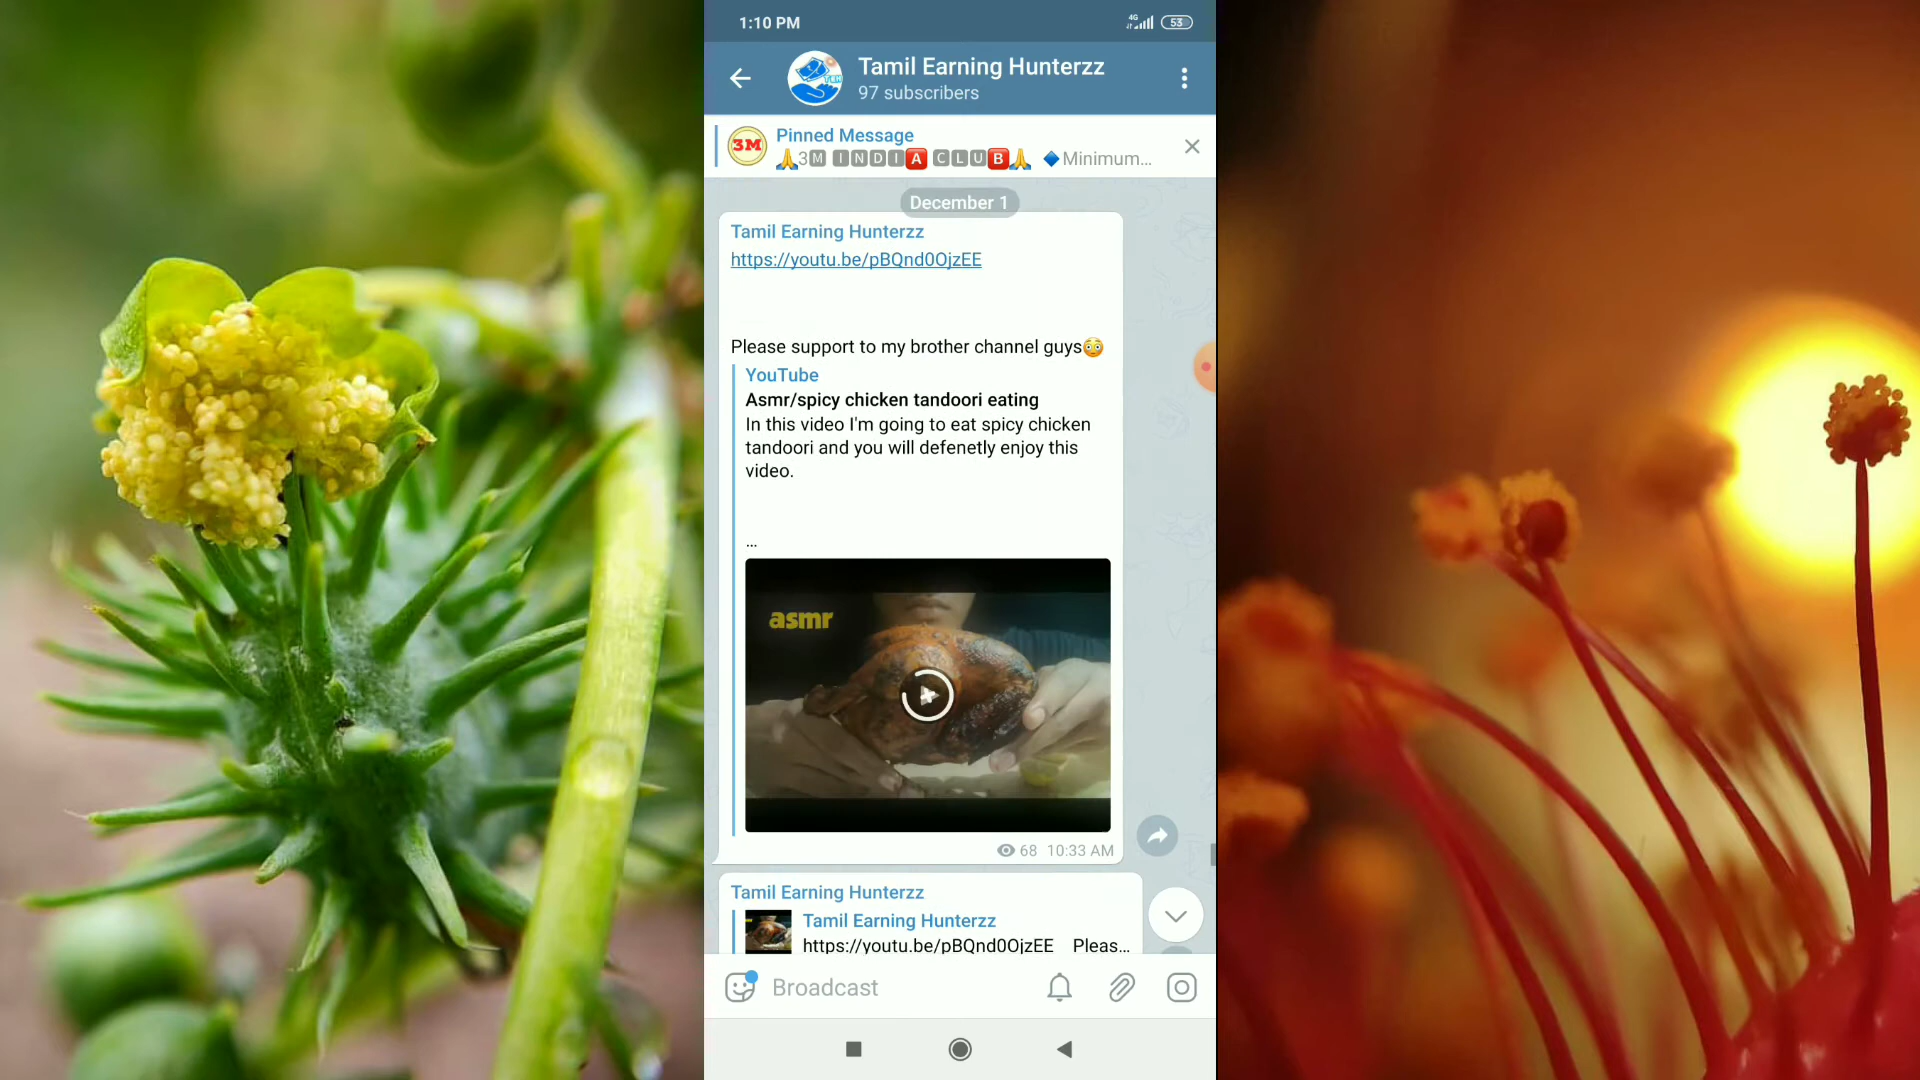 1:10 PM
4G
53
Tamil Earning Hunterzz
97 subscribers
3M
Pinned Message
🙏3🅼 🅸🅽🅳🅸🅰 🅲🅻🆄🅱🙏 🔷Minimum...
December 1
Tamil Earning Hunterzz
https://youtu.be/pBQnd0OjzEE
Please support to my brother channel guys😳
YouTube
Asmr/spicy chicken tandoori eating
In this video I'm going to eat spicy chicken
tandoori and you will defenetly enjoy this
video.
...
asmr
68 10:33 AM
Tamil Earning Hunterzz
Tamil Earning Hunterzz
https://youtu.be/pBQnd0OjzEE Pleas...
Broadcast